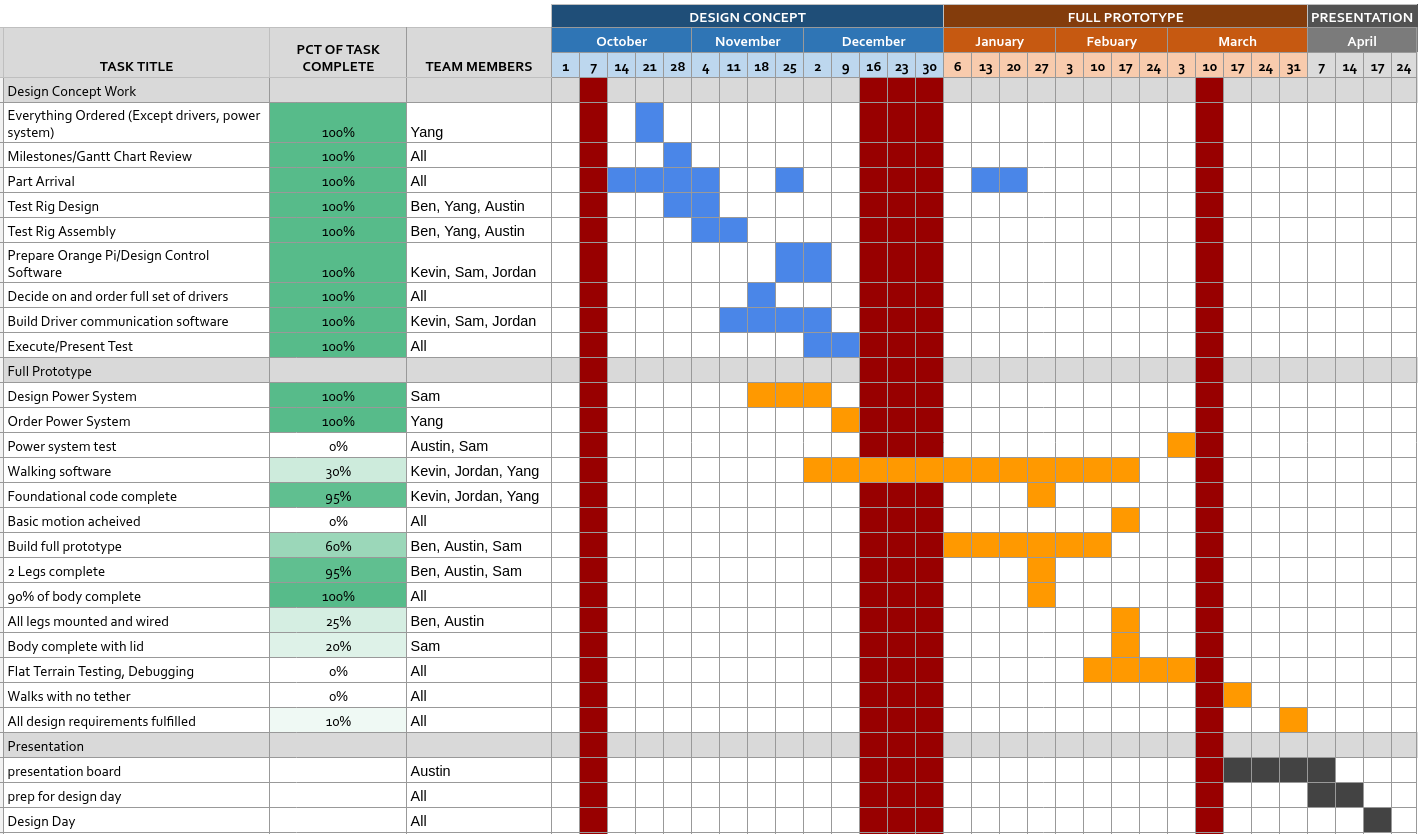 DESIGN CONCEPT FULL PROTOTYPE PRESENTATION
October November December January Febuary March April
TASK TITLE PCT OF TASK COMPLETE TEAM MEMBERS 1 7 14 21 28 4 11 18 25 2 9 16 23 30 6 13 20 27 3 10 17 24 3 10 17 24 31 7 14 17 24
Design Concept Work
Everything Ordered (Except drivers, power
system) 100% Yang
Milestones/Gantt Chart Review 100% All
Part Arrival 100% All
Test Rig Design 100% Ben, Yang, Austin
Test Rig Assembly 100% Ben, Yang, Austin
Prepare Orange Pi/Design Control
Software 100% Kevin, Sam, Jordan
Decide on and order full set of drivers 100% All
Build Driver communication software 100% Kevin, Sam, Jordan
Execute/Present Test 100% All
Full Prototype
Design Power System 100% Sam
Order Power System 100% Yang
Power system test 0% Austin, Sam
Walking software 30% Kevin, Jordan, Yang
Foundational code complete 95% Kevin, Jordan, Yang
Basic motion acheived 0% All
Build full prototype 60% Ben, Austin, Sam
2 Legs complete 95% Ben, Austin, Sam
90% of body complete 100% All
All legs mounted and wired 25% Ben, Austin
Body complete with lid 20% Sam
Flat Terrain Testing, Debugging 0% All
Walks with no tether 0% All
All design requirements fulfilled 10% All
Presentation
presentation board Austin
prep for design day All
Design Day All